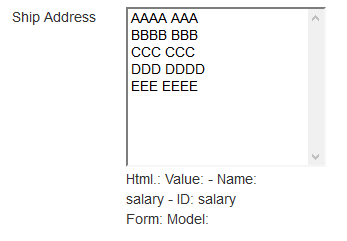 Ship Address
AAAA AAA
BBBB BBB
CCC CCC
DDD DDDD
EEE EEEE
Html.: Value: - Name:
salary - ID: salary
Form: Model: